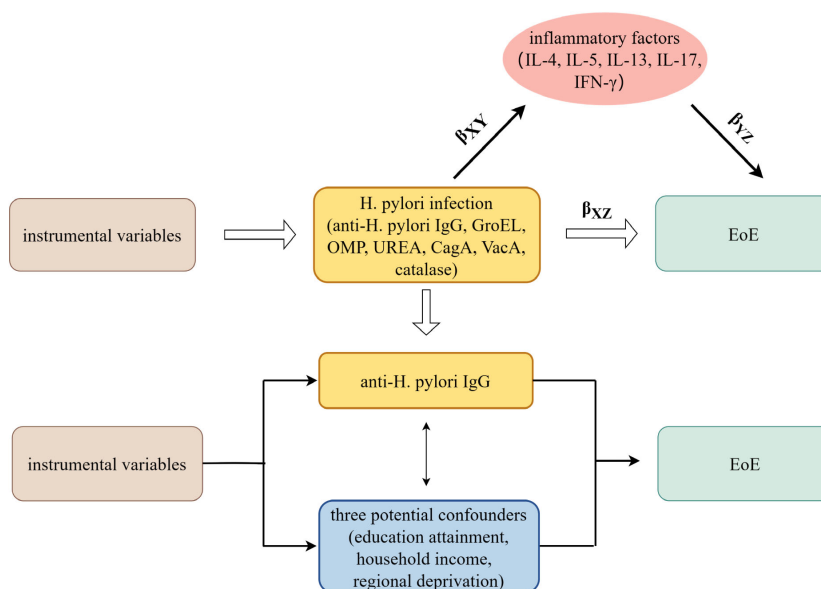 inflammatory factors
(IL-4, IL-5, IL-13, IL-17,
IFN-γ)
βXY
βYZ
instrumental variables
H. pylori infection
(anti-H. pylori IgG, GroEL,
OMP, UREA, CagA, VacA,
catalase)
βXZ
EoE
anti-H. pylori IgG
instrumental variables
EoE
three potential confounders
(education attainment,
household income,
regional deprivation)